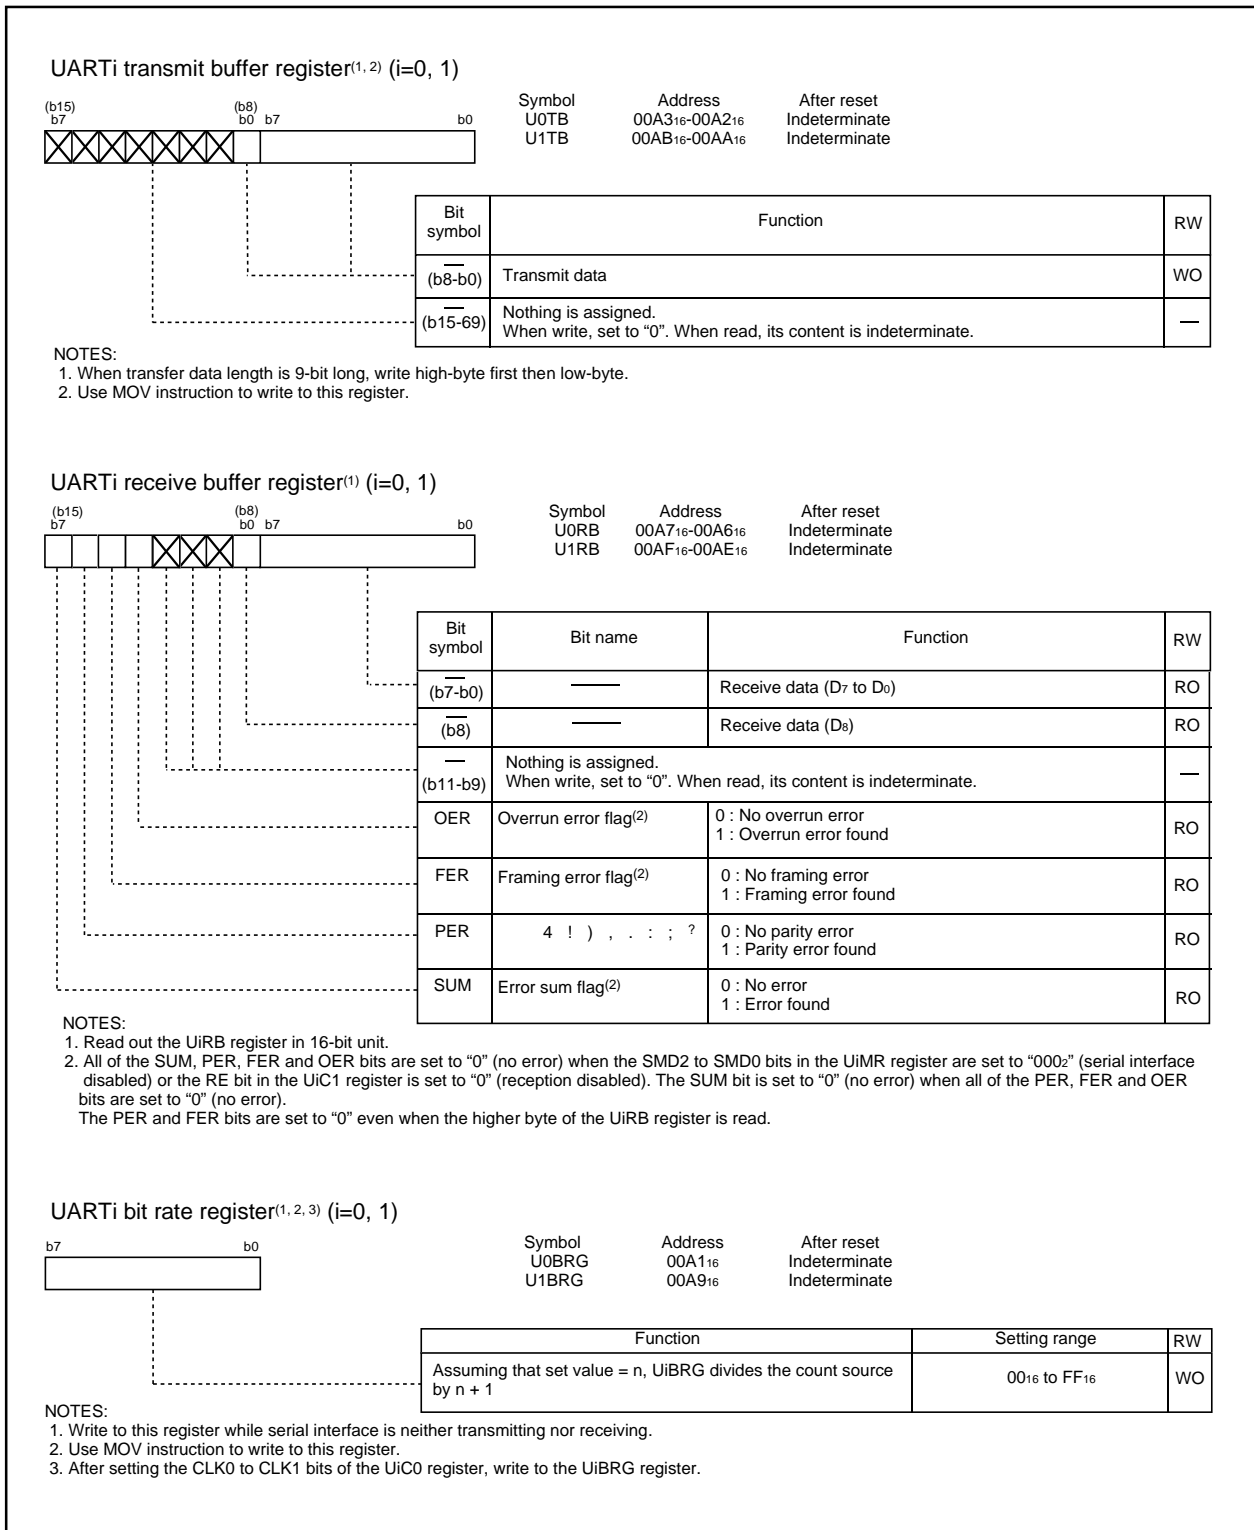 UARTi transmit buffer register(1, 2) (i=0, 1)
(b15) (b8)
b7 b0 b7 b0
Symbol Address After reset
U0TB 00A316-00A216 Indeterminate
U1TB 00AB16-00AA16 Indeterminate
Bit symbol Function RW
(b8-b0) Transmit data WO
(b15-69) Nothing is assigned.
When write, set to “0”. When read, its content is indeterminate. —
NOTES:
1. When transfer data length is 9-bit long, write high-byte first then low-byte.
2. Use MOV instruction to write to this register.
UARTi receive buffer register(1) (i=0, 1)
(b15) (b8)
b7 b0 b7 b0
Symbol Address After reset
U0RB 00A716-00A616 Indeterminate
U1RB 00AF16-00AE16 Indeterminate
Bit symbol Bit name Function RW
(b7-b0) — Receive data (D7 to D0) RO
(b8) — Receive data (D8) RO
— (b11-b9) Nothing is assigned.
When write, set to “0”. When read, its content is indeterminate. —
OER Overrun error flag(2) 0 : No overrun error
1 : Overrun error found RO
FER Framing error flag(2) 0 : No framing error
1 : Framing error found RO
PER 4 ! ) , . : ; ? 0 : No parity error
1 : Parity error found RO
SUM Error sum flag(2) 0 : No error
1 : Error found RO
NOTES:
1. Read out the UiRB register in 16-bit unit.
2. All of the SUM, PER, FER and OER bits are set to “0” (no error) when the SMD2 to SMD0 bits in the UiMR register are set to “0002” (serial interface
disabled) or the RE bit in the UiC1 register is set to “0” (reception disabled). The SUM bit is set to “0” (no error) when all of the PER, FER and OER
bits are set to “0” (no error).
The PER and FER bits are set to “0” even when the higher byte of the UiRB register is read.
UARTi bit rate register(1, 2, 3) (i=0, 1)
b7 b0
Symbol Address After reset
U0BRG 00A116 Indeterminate
U1BRG 00A916 Indeterminate
Function Setting range RW
Assuming that set value = n, UiBRG divides the count source
by n + 1 0016 to FF16 WO
NOTES:
1. Write to this register while serial interface is neither transmitting nor receiving.
2. Use MOV instruction to write to this register.
3. After setting the CLK0 to CLK1 bits of the UiC0 register, write to the UiBRG register.